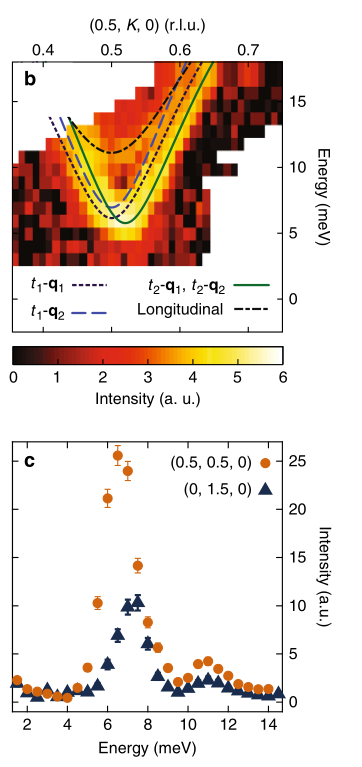 (0.5, K, 0) (r.l.u.)
0.4 0.5 0.6 0.7
b
15
10
5
0
Energy (meV)
t1-q1
t2-q1, t2-q2
t1-q2
Longitudinal
0 1 2 3 4 5 6
Intensity (a. u.)
c
(0.5, 0.5, 0)
(0, 1.5, 0)
25
20
15
10
5
0
Intensity (a.u.)
2 4 6 8 10 12 14
Energy (meV)